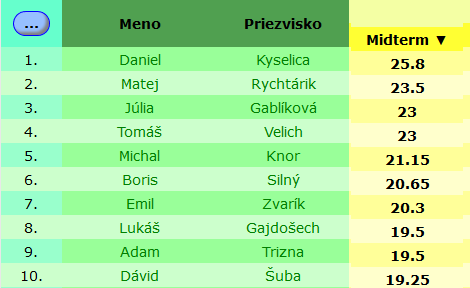 ... Meno Priezvisko Midterm ▼
1. Daniel Kyselica 25.8
2. Matej Rychtárik 23.5
3. Júlia Gablíková 23
4. Tomáš Velich 23
5. Michal Knor 21.15
6. Boris Silný 20.65
7. Emil Zvarík 20.3
8. Lukáš Gajdošech 19.5
9. Adam Trizna 19.5
10. Dávid Šuba 19.25